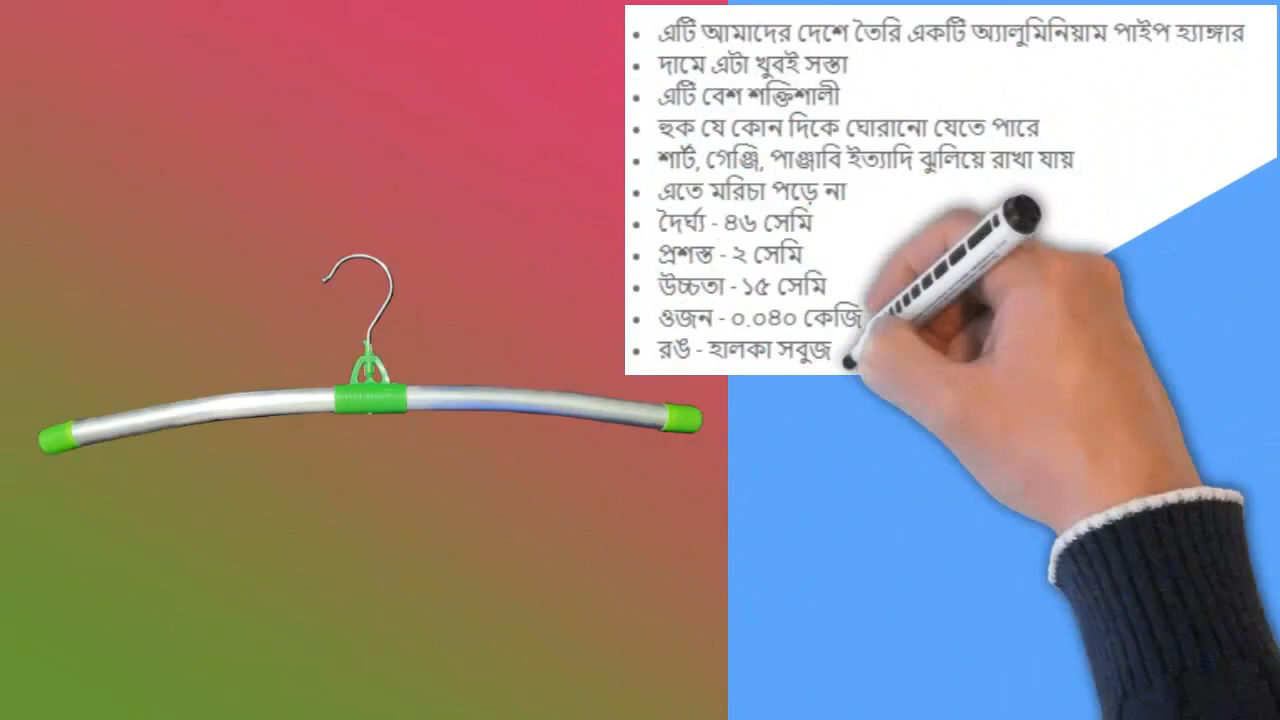 • এটি আমাদের দেশে তৈরি একটি অ্যালুমিনিয়াম পাইপ হ্যাঙ্গার
• দামে এটা খুবই সস্তা
• এটি বেশ শক্তিশালী
• হুক যে কোন দিকে ঘোরানো যেতে পারে
• শার্ট, গেঞ্জি, পাঞ্জাবি ইত্যাদি ঝুলিয়ে রাখা যায়
• এতে মরিচা পড়ে না
• দৈর্ঘ্য - ৪৬ সেমি
• প্রশস্ত - ২ সেমি
• উচ্চতা - ১৫ সেমি
• ওজন - ০.০৪০ কেজি
• রঙ - হালকা সবুজ